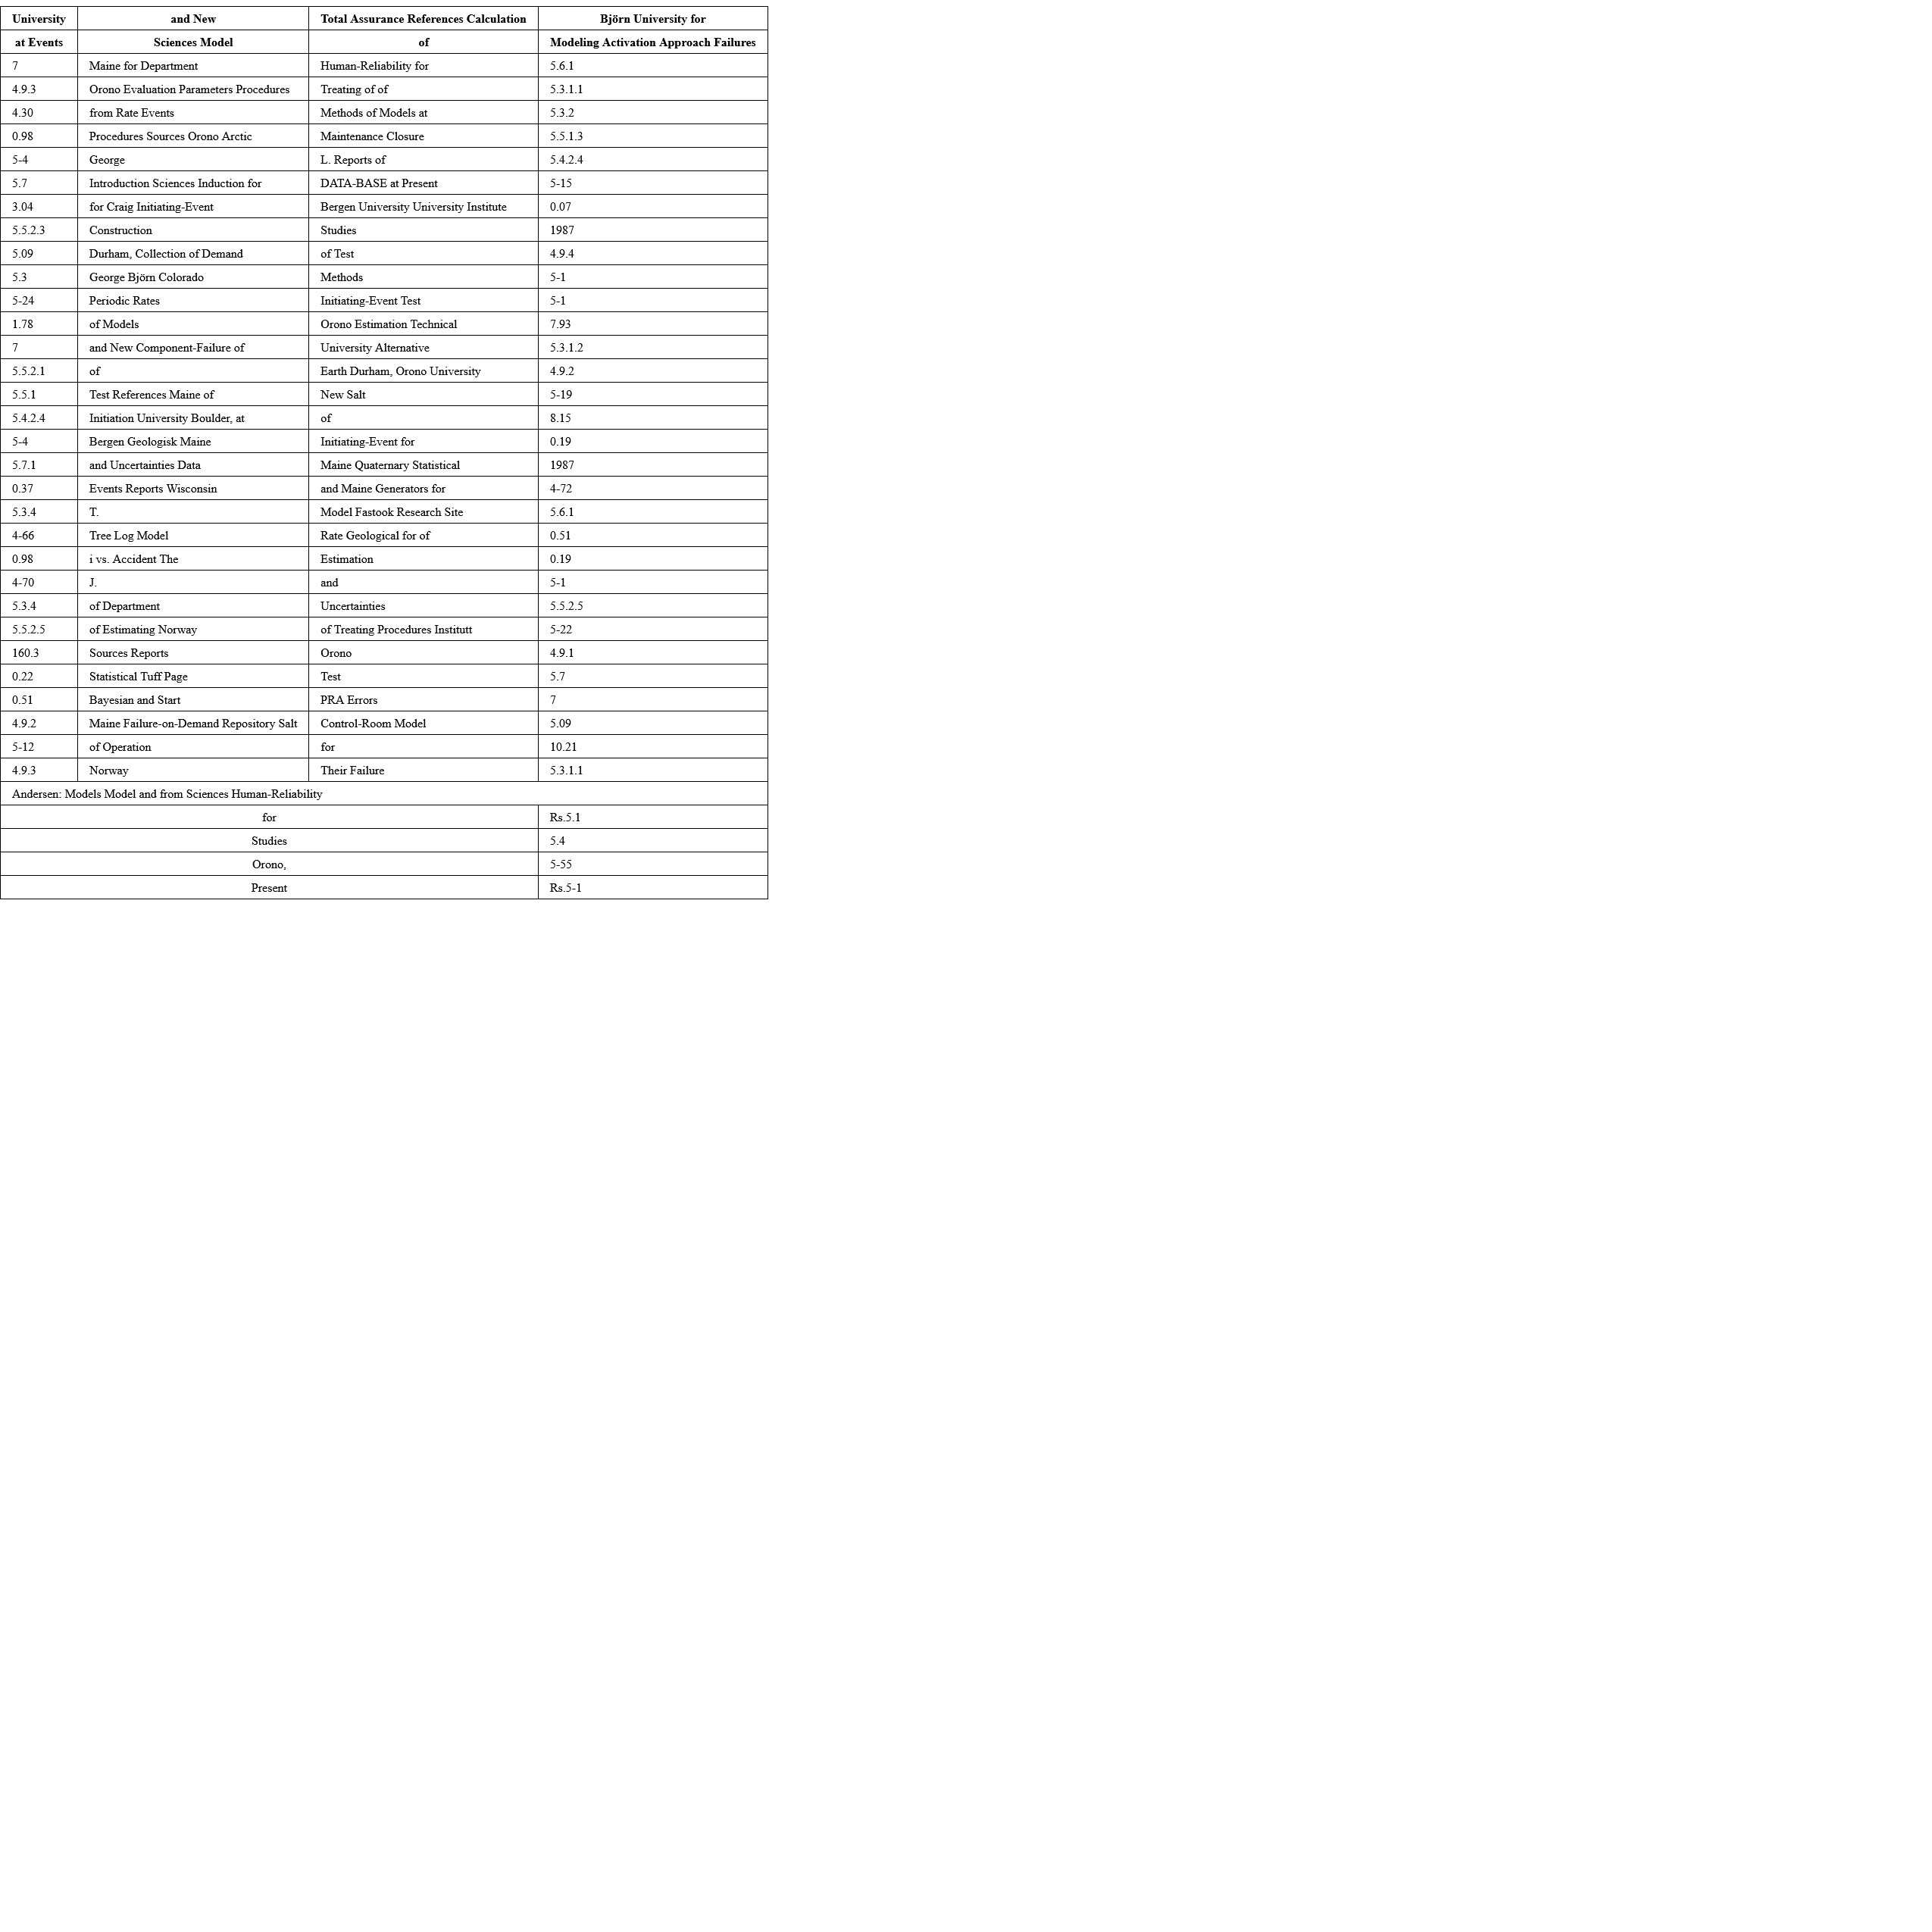 University and New Total Assurance References Calculation Björn University for
at Events Sciences Model of Modeling Activation Approach Failures
7 Maine for Department Human-Reliability for 5.6.1
4.9.3 Orono Evaluation Parameters Procedures Treating of of 5.3.1.1
4.30 from Rate Events Methods of Models at 5.3.2
0.98 Procedures Sources Orono Arctic Maintenance Closure 5.5.1.3
5-4 George L. Reports of 5.4.2.4
5.7 Introduction Sciences Induction for DATA-BASE at Present 5-15
3.04 for Craig Initiating-Event Bergen University University Institute 0.07
5.5.2.3 Construction Studies 1987
5.09 Durham, Collection of Demand of Test 4.9.4
5.3 George Björn Colorado Methods 5-1
5-24 Periodic Rates Initiating-Event Test 5-1
1.78 of Models Orono Estimation Technical 7.93
7 and New Component-Failure of University Alternative 5.3.1.2
5.5.2.1 of Earth Durham, Orono University 4.9.2
5.5.1 Test References Maine of New Salt 5-19
5.4.2.4 Initiation University Boulder, at of 8.15
5-4 Bergen Geologisk Maine Initiating-Event for 0.19
5.7.1 and Uncertainties Data Maine Quaternary Statistical 1987
0.37 Events Reports Wisconsin and Maine Generators for 4-72
5.3.4 T. Model Fastook Research Site 5.6.1
4-66 Tree Log Model Rate Geological for of 0.51
0.98 i vs. Accident The Estimation 0.19
4-70 J. and 5-1
5.3.4 of Department Uncertainties 5.5.2.5
5.5.2.5 of Estimating Norway of Treating Procedures Institutt 5-22
160.3 Sources Reports Orono 4.9.1
0.22 Statistical Tuff Page Test 5.7
0.51 Bayesian and Start PRA Errors 7
4.9.2 Maine Failure-on-Demand Repository Salt Control-Room Model 5.09
5-12 of Operation for 10.21
4.9.3 Norway Their Failure 5.3.1.1
Andersen: Models Model and from Sciences Human-Reliability
for Rs.5.1
Studies 5.4
Orono, 5-55
Present Rs.5-1